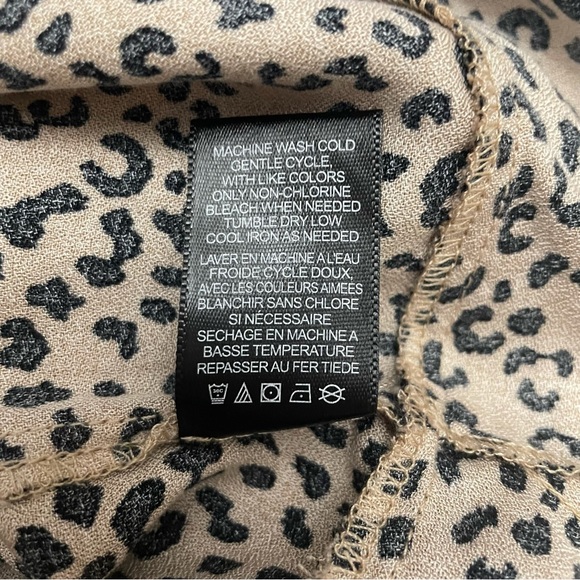 MACHINE WASH COLD
GENTLE CYCLE,
WITH LIKE COLORS
ONLY NON-CHLORINE
BLEACH WHEN NEEDED
TUMBLE DRY LOW
COOL IRON AS NEEDED
LAVER EN MACHINE A L'EAU
FROIDE CYCLE DOUX,
AVEC LES COULEURS AIMEES
BLANCHIR SANS CHLORE
SI NÉCESSAIRE
SECHAGE EN MACHINE A
BASSE TEMPERATURE
REPASSER AU FER TIEDE
30C